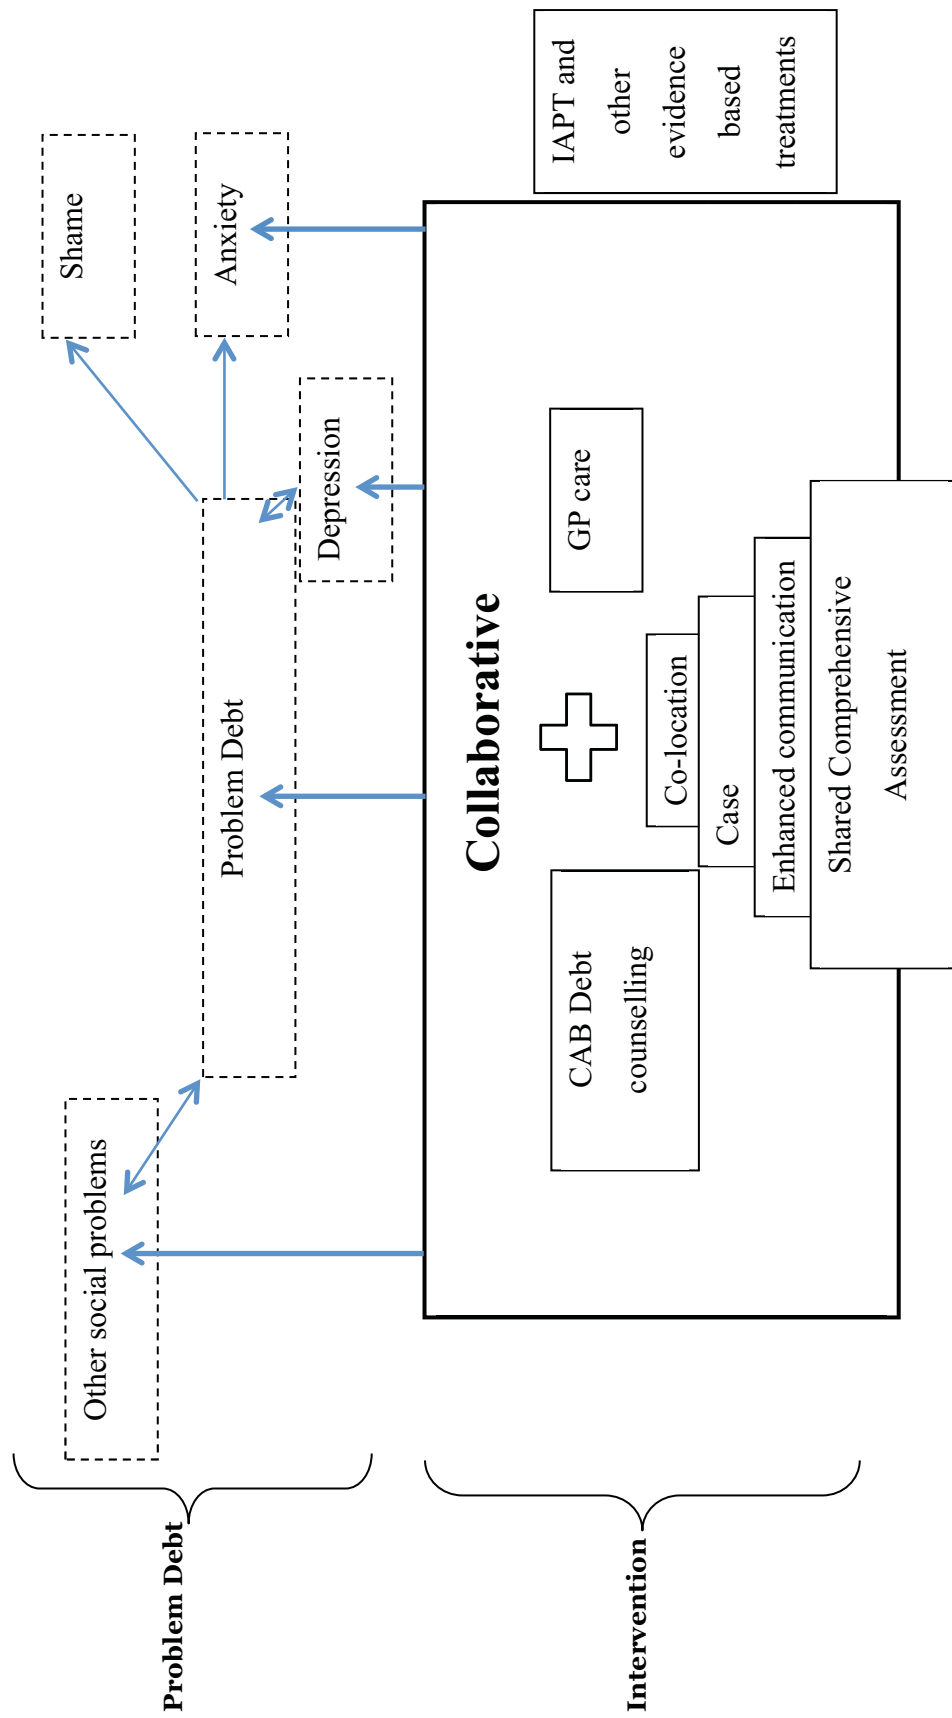 Problem Debt
Other social problems
Problem Debt
Depression
Shame
Anxiety
Intervention
Collaborative
CAB Debt
counselling
GP care
Co-location
Case
Enhanced communication
Shared Comprehensive
Assessment
IAPT and
other
evidence
based
treatments